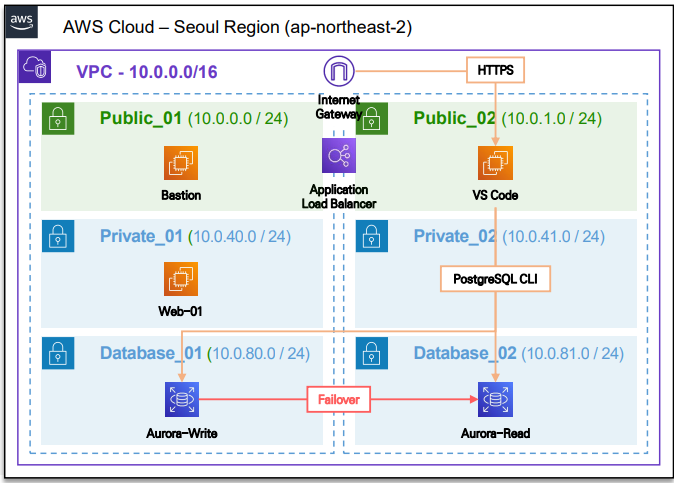 aws
AWS Cloud – Seoul Region (ap-northeast-2)
VPC - 10.0.0.0/16
HTTPS
Internet
Gateway
Public_01 (10.0.0.0 / 24)
Public_02 (10.0.1.0 / 24)
Bastion
Application
Load Balancer
VS Code
Private_01 (10.0.40.0 / 24)
Private_02 (10.0.41.0 / 24)
PostgreSQL CLI
Web-01
Database_01 (10.0.80.0 / 24)
Database_02 (10.0.81.0 / 24)
Failover
Aurora-Write
Aurora-Read